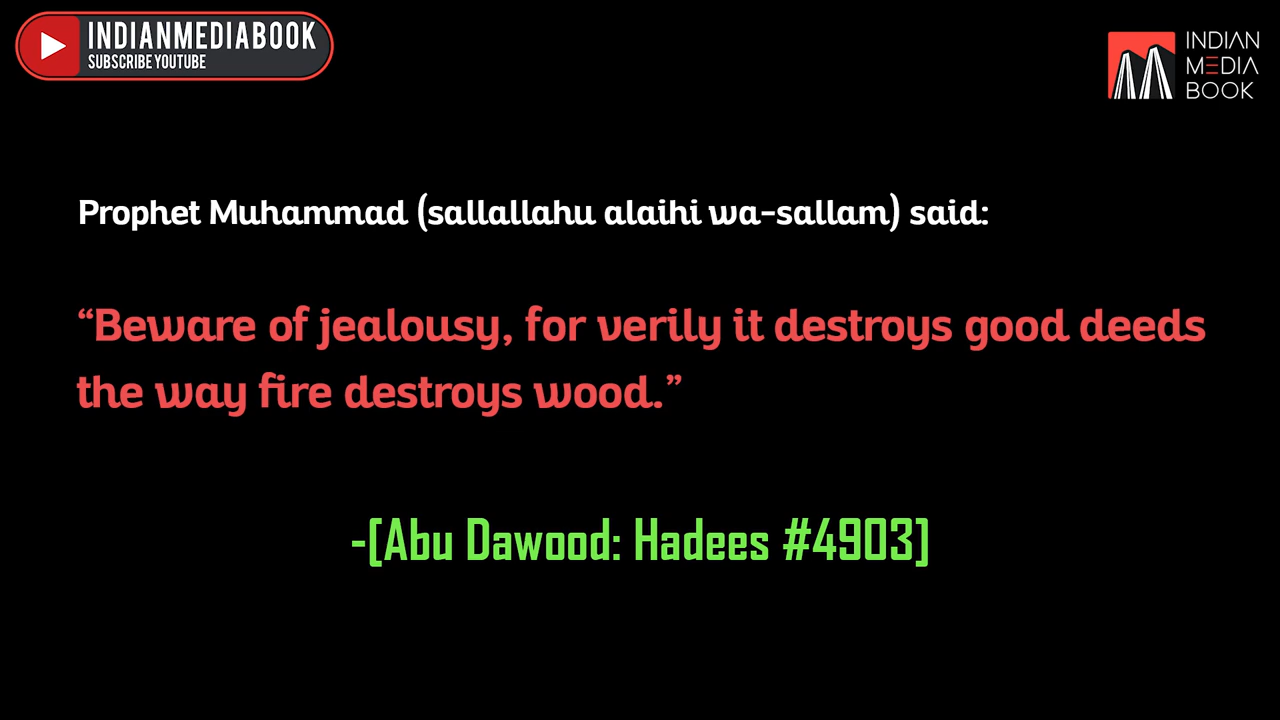 INDIANMEDIABOOK
SUBSCRIBE YOUTUBE
INDIAN
MEDIA
BOOK
Prophet Muhammad (sallallahu alaihi wa-sallam) said:
“Beware of jealousy, for verily it destroys good deeds
the way fire destroys wood.”
-[Abu Dawood: Hadees #4903]